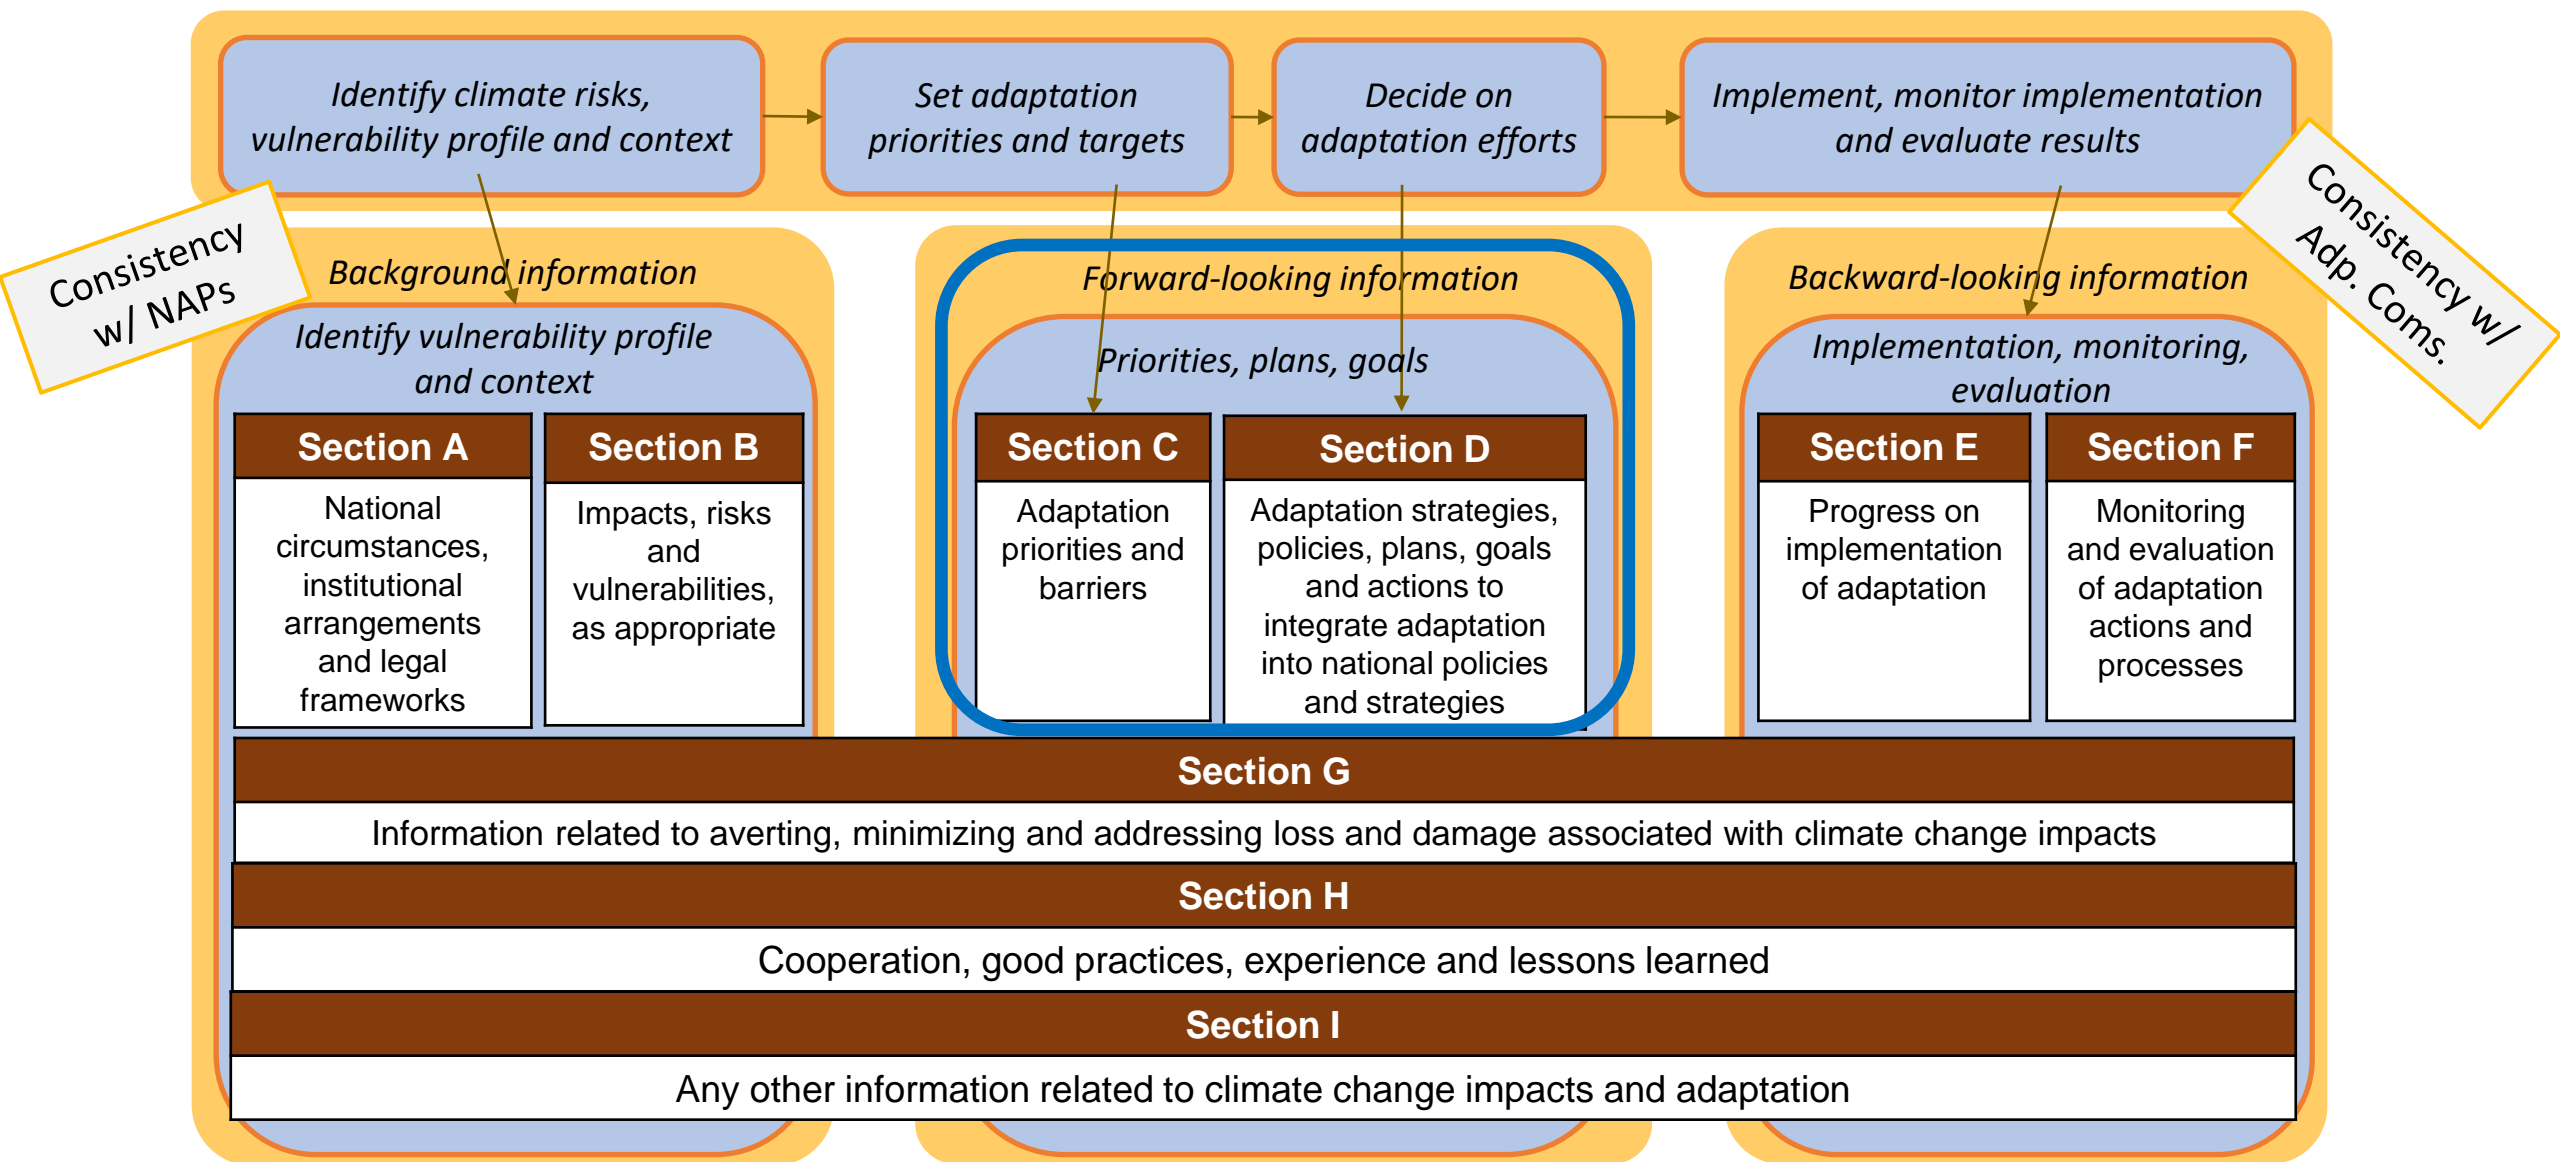 Identify climate risks,
vulnerability profile and context
Set adaptation
priorities and targets
Decide on
adaptation efforts
Implement, monitor implementation
and evaluate results
Consistency
w/ NAPs
Consistency w/
Adp. Coms.
Background information
Identify vulnerability profile
and context
Section A
National
circumstances,
institutional
arrangements
and legal
frameworks
Section B
Impacts, risks
and
vulnerabilities,
as appropriate
Forward-looking information
Priorities, plans, goals
Section C
Adaptation
priorities and
barriers
Section D
Adaptation strategies,
policies, plans, goals
and actions to
integrate adaptation
into national policies
and strategies
Backward-looking information
Implementation, monitoring,
evaluation
Section E
Progress on
implementation
of adaptation
Section F
Monitoring
and evaluation
of adaptation
actions and
processes
Section G
Information related to averting, minimizing and addressing loss and damage associated with climate change impacts
Section H
Cooperation, good practices, experience and lessons learned
Section I
Any other information related to climate change impacts and adaptation